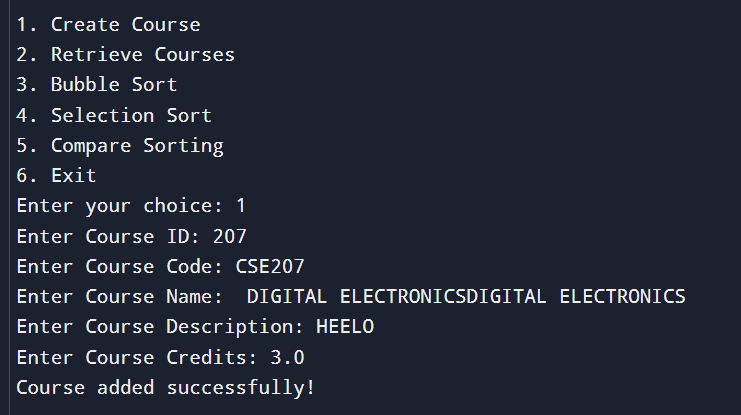 1. Create Course
2. Retrieve Courses
3. Bubble Sort
4. Selection Sort
5. Compare Sorting
6. Exit
Enter your choice: 1
Enter Course ID: 207
Enter Course Code: CSE207
Enter Course Name:  DIGITAL ELECTRONICSDIGITAL ELECTRONICS
Enter Course Description: HEELO
Enter Course Credits: 3.0
Course added successfully!